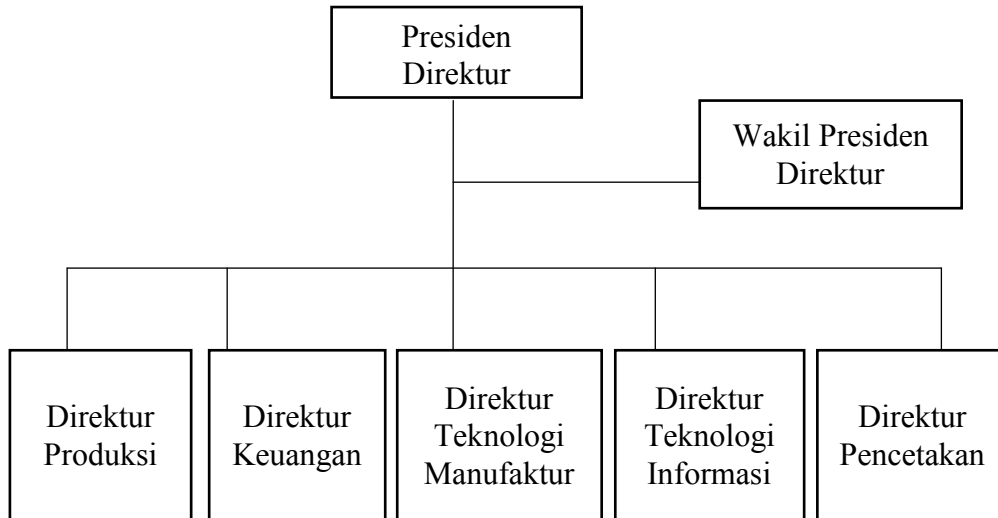 Presiden
Direktur
Wakil Presiden
Direktur
Direktur
Produksi
Direktur
Keuangan
Direktur
Teknologi
Manufaktur
Direktur
Teknologi
Informasi
Direktur
Pencetakan